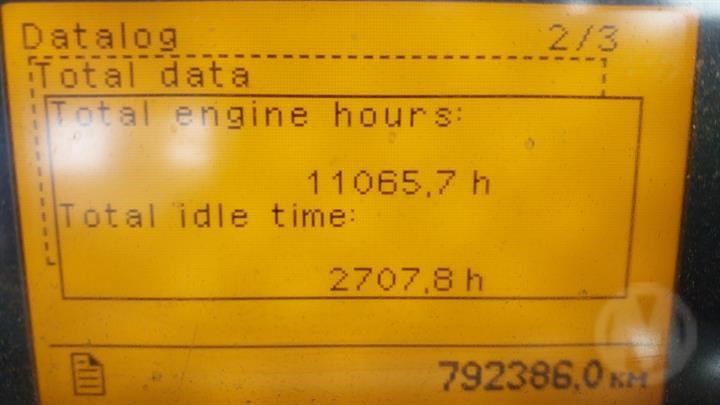 Datalog 2/3
Total data
Total engine hours:
11065,7 h
Total idle time:
2707,8 h
792386,0 км